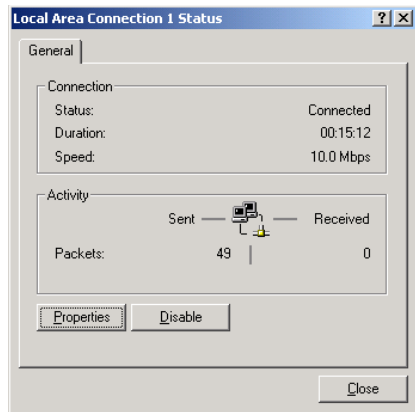 Local Area Connection 1 Status
General
Connection
Status: Connected
Duration: 00:15:12
Speed: 10.0 Mbps
Activity
Sent Received
Packets: 49 0
Properties Disable
Close